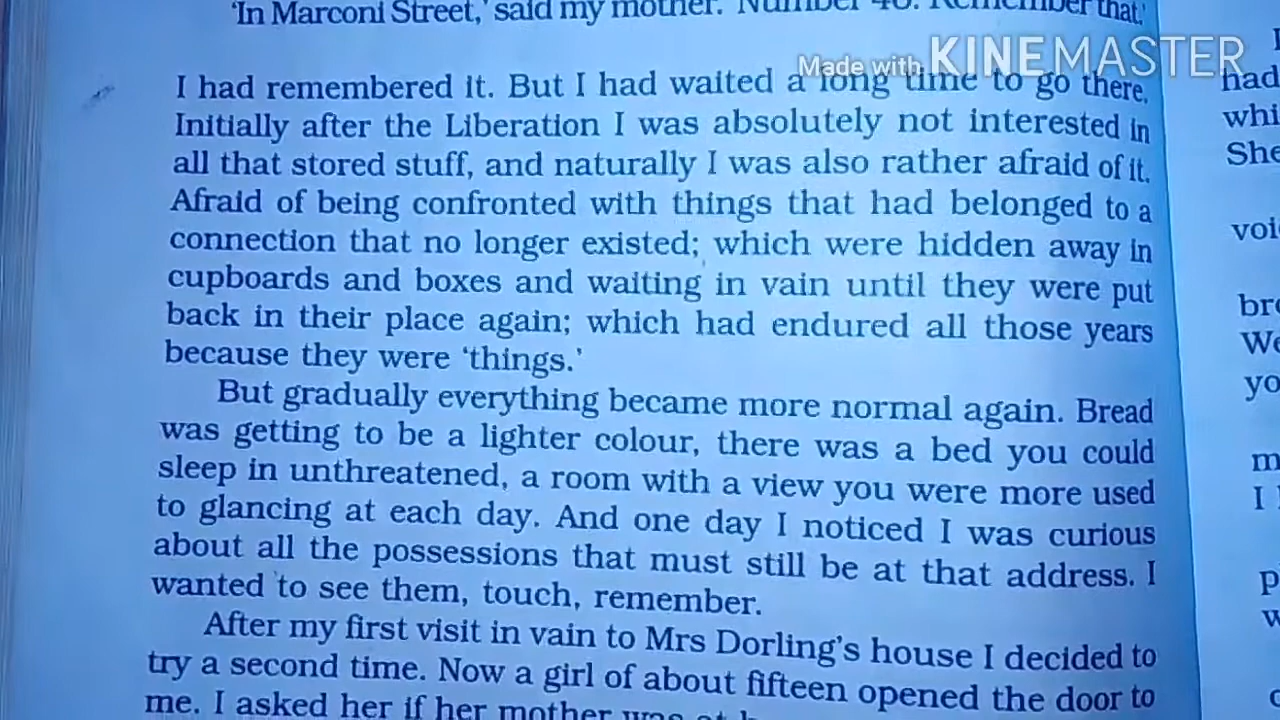 'In Marconi Street,' said my mother. Number 46. Remember that.'
Made with KINEMASTER
I had remembered it. But I had waited a long time to go there.
Initially after the Liberation I was absolutely not interested in
all that stored stuff, and naturally I was also rather afraid of it.
Afraid of being confronted with things that had belonged to a
connection that no longer existed; which were hidden away in
cupboards and boxes and waiting in vain until they were put
back in their place again; which had endured all those years
because they were 'things.'
But gradually everything became more normal again. Bread
was getting to be a lighter colour, there was a bed you could
sleep in unthreatened, a room with a view you were more used
to glancing at each day. And one day I noticed I was curious
about all the possessions that must still be at that address. I
wanted to see them, touch, remember.
After my first visit in vain to Mrs Dorling's house I decided to
try a second time. Now a girl of about fifteen opened the door to
me. I asked her if her mother was at
had
She
I